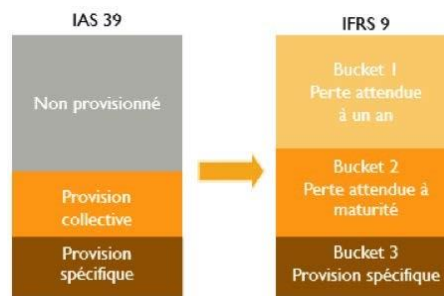 IAS 39
Non provisionné
Provision
collective
Provision
spécifique
IFRS 9
Bucket 1
Perte attendue
à un an
Bucket 2
Perte attendue à
maturité
Bucket 3
Provision spécifique